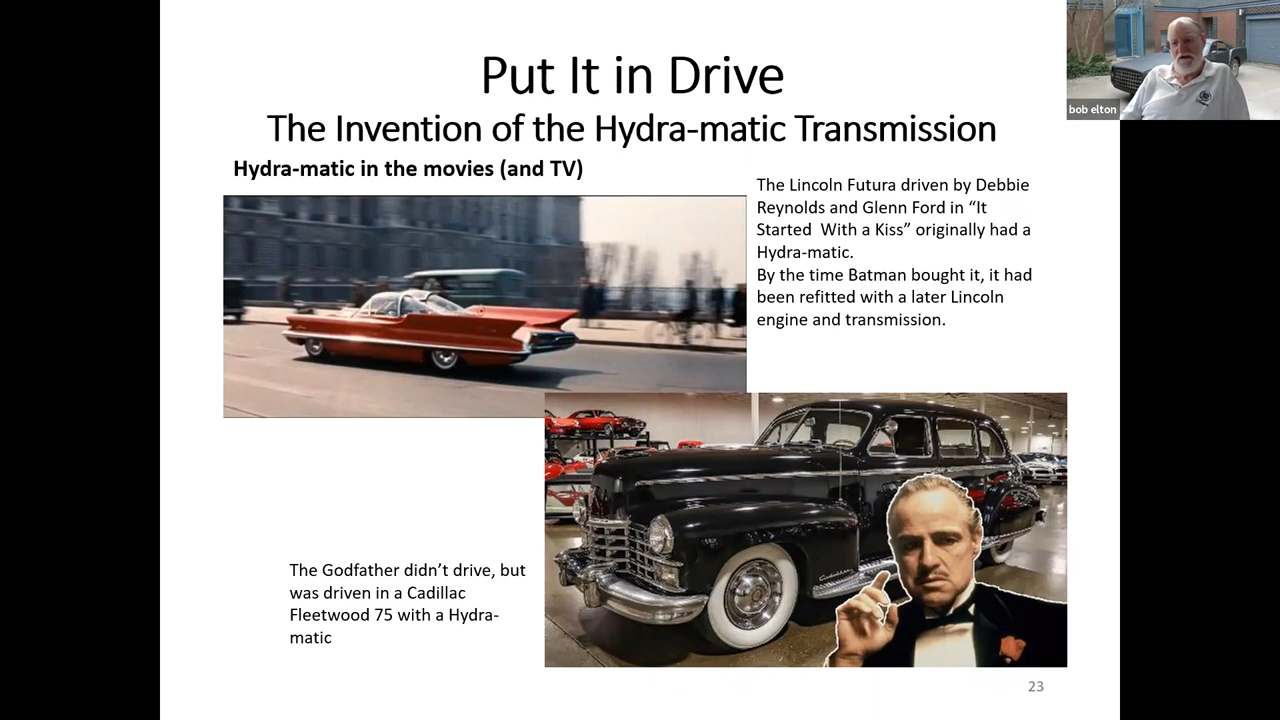 Put It in Drive
The Invention of the Hydra-matic Transmission
Hydra-matic in the movies (and TV)
The Lincoln Futura driven by Debbie
Reynolds and Glenn Ford in “It
Started  With a Kiss” originally had a
Hydra-matic.
By the time Batman bought it, it had
been refitted with a later Lincoln
engine and transmission.
The Godfather didn’t drive, but
was driven in a Cadillac
Fleetwood 75 with a Hydra-
matic
Cadillac
23
bob elton